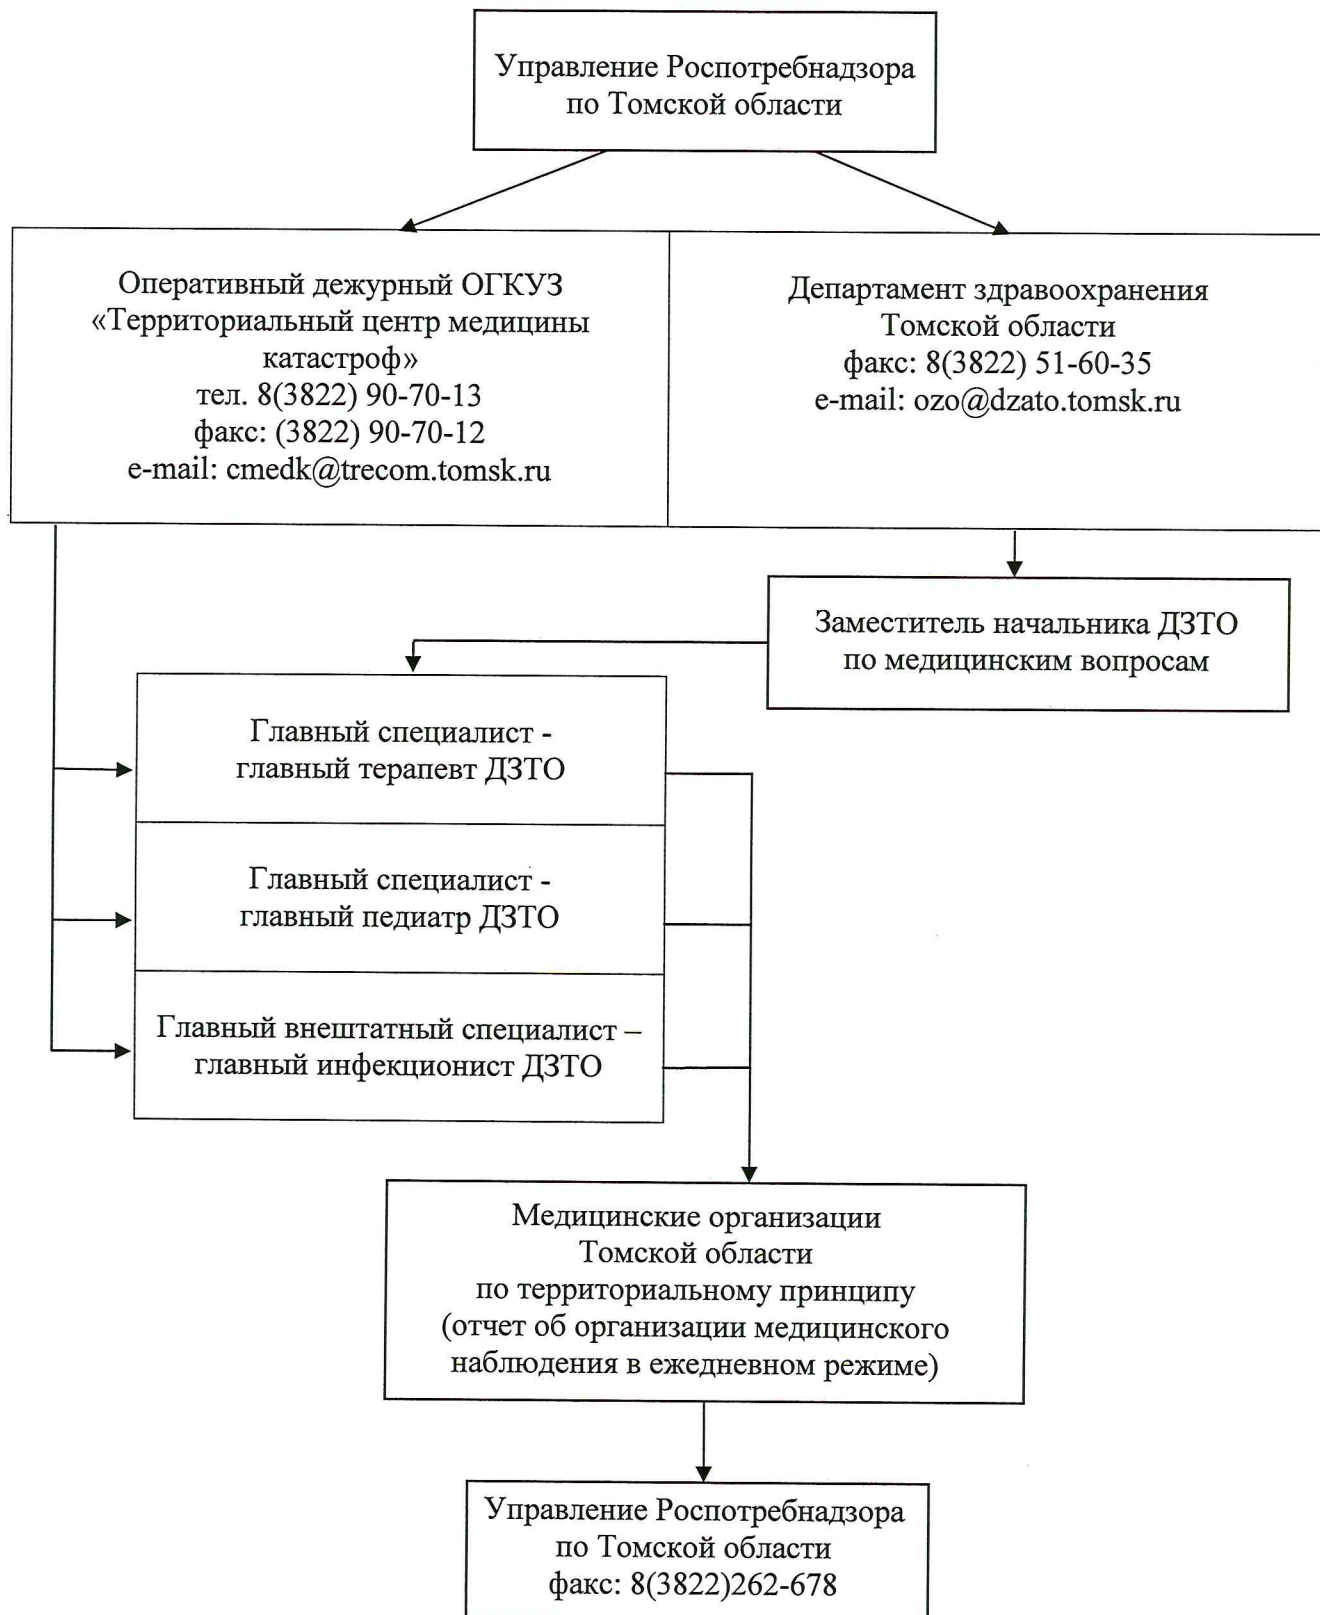 Управление Роспотребнадзора
по Томской области
Оперативный дежурный ОГКУЗ
«Территориальный центр медицины
катастроф»
тел. 8(3822) 90-70-13
факс: (3822) 90-70-12
e-mail: cmedk@trecom.tomsk.ru
Департамент здравоохранения
Томской области
факс: 8(3822) 51-60-35
e-mail: ozo@dzato.tomsk.ru
Заместитель начальника ДЗТО
по медицинским вопросам
Главный специалист -
главный терапевт ДЗТО
Главный специалист -
главный педиатр ДЗТО
Главный внештатный специалист –
главный инфекционист ДЗТО
Медицинские организации
Томской области
по территориальному принципу
(отчет об организации медицинского
наблюдения в ежедневном режиме)
Управление Роспотребнадзора
по Томской области
факс: 8(3822)262-678